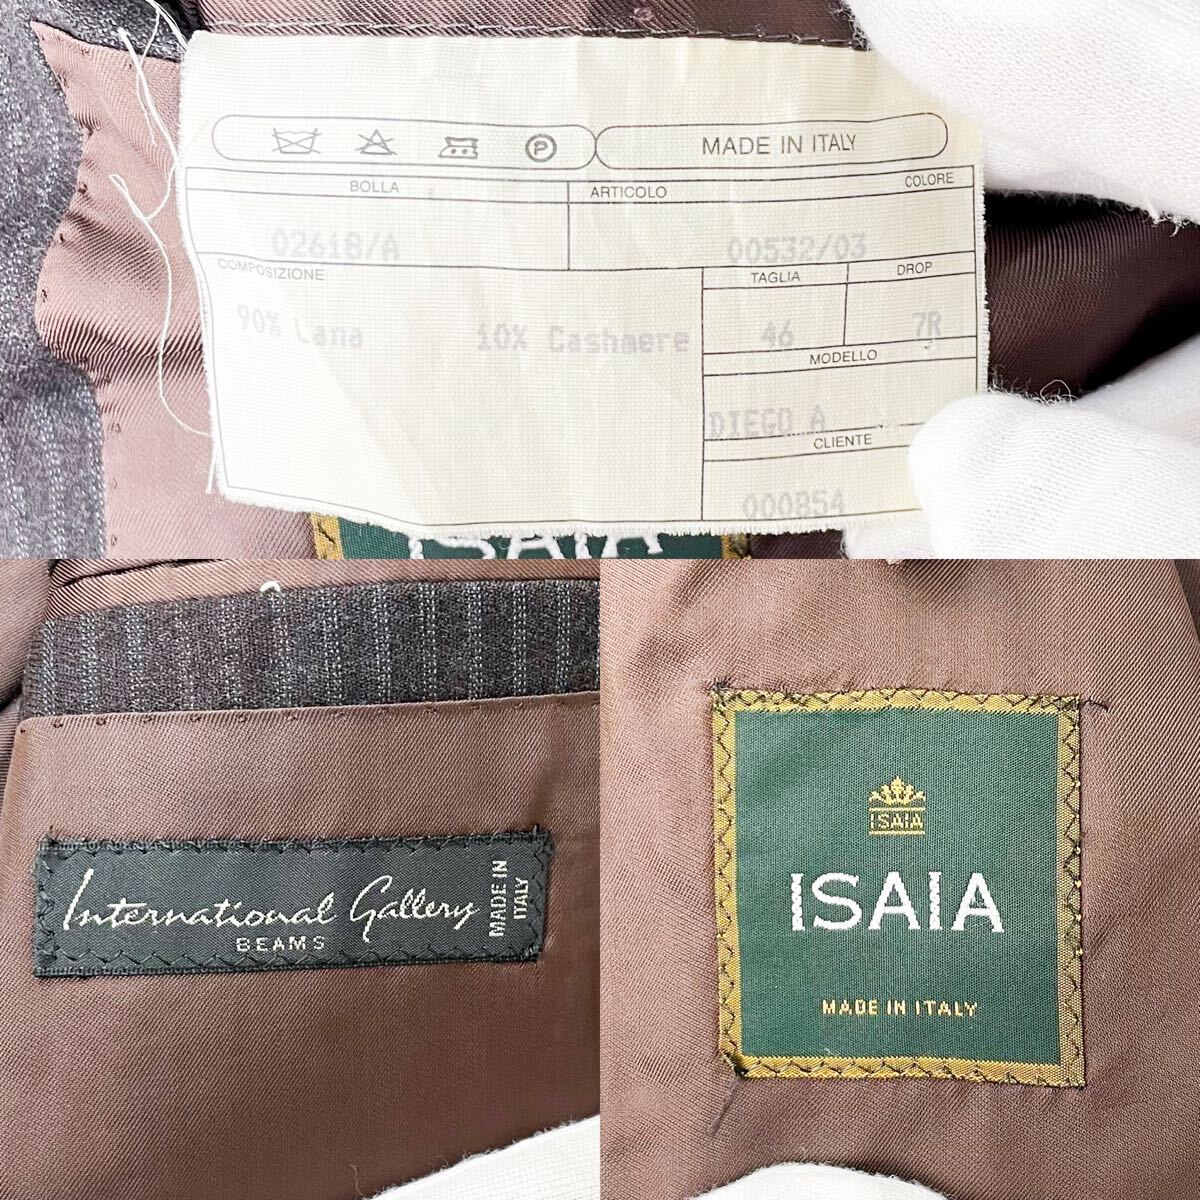 P
MADE IN ITALY
BOLLA ARTICOLO COLORE
02618/A 00532/03
COMPOSIZIONE TAGLIA DROP
90% Lana 10% Cashmere 46 7R
MODELLO
DIEGO A
CLIENTE
000854
ISAIA
International Gallery
BEAMS
MADE IN
ITALY
ISAIA
ISAIA
MADE IN ITALY